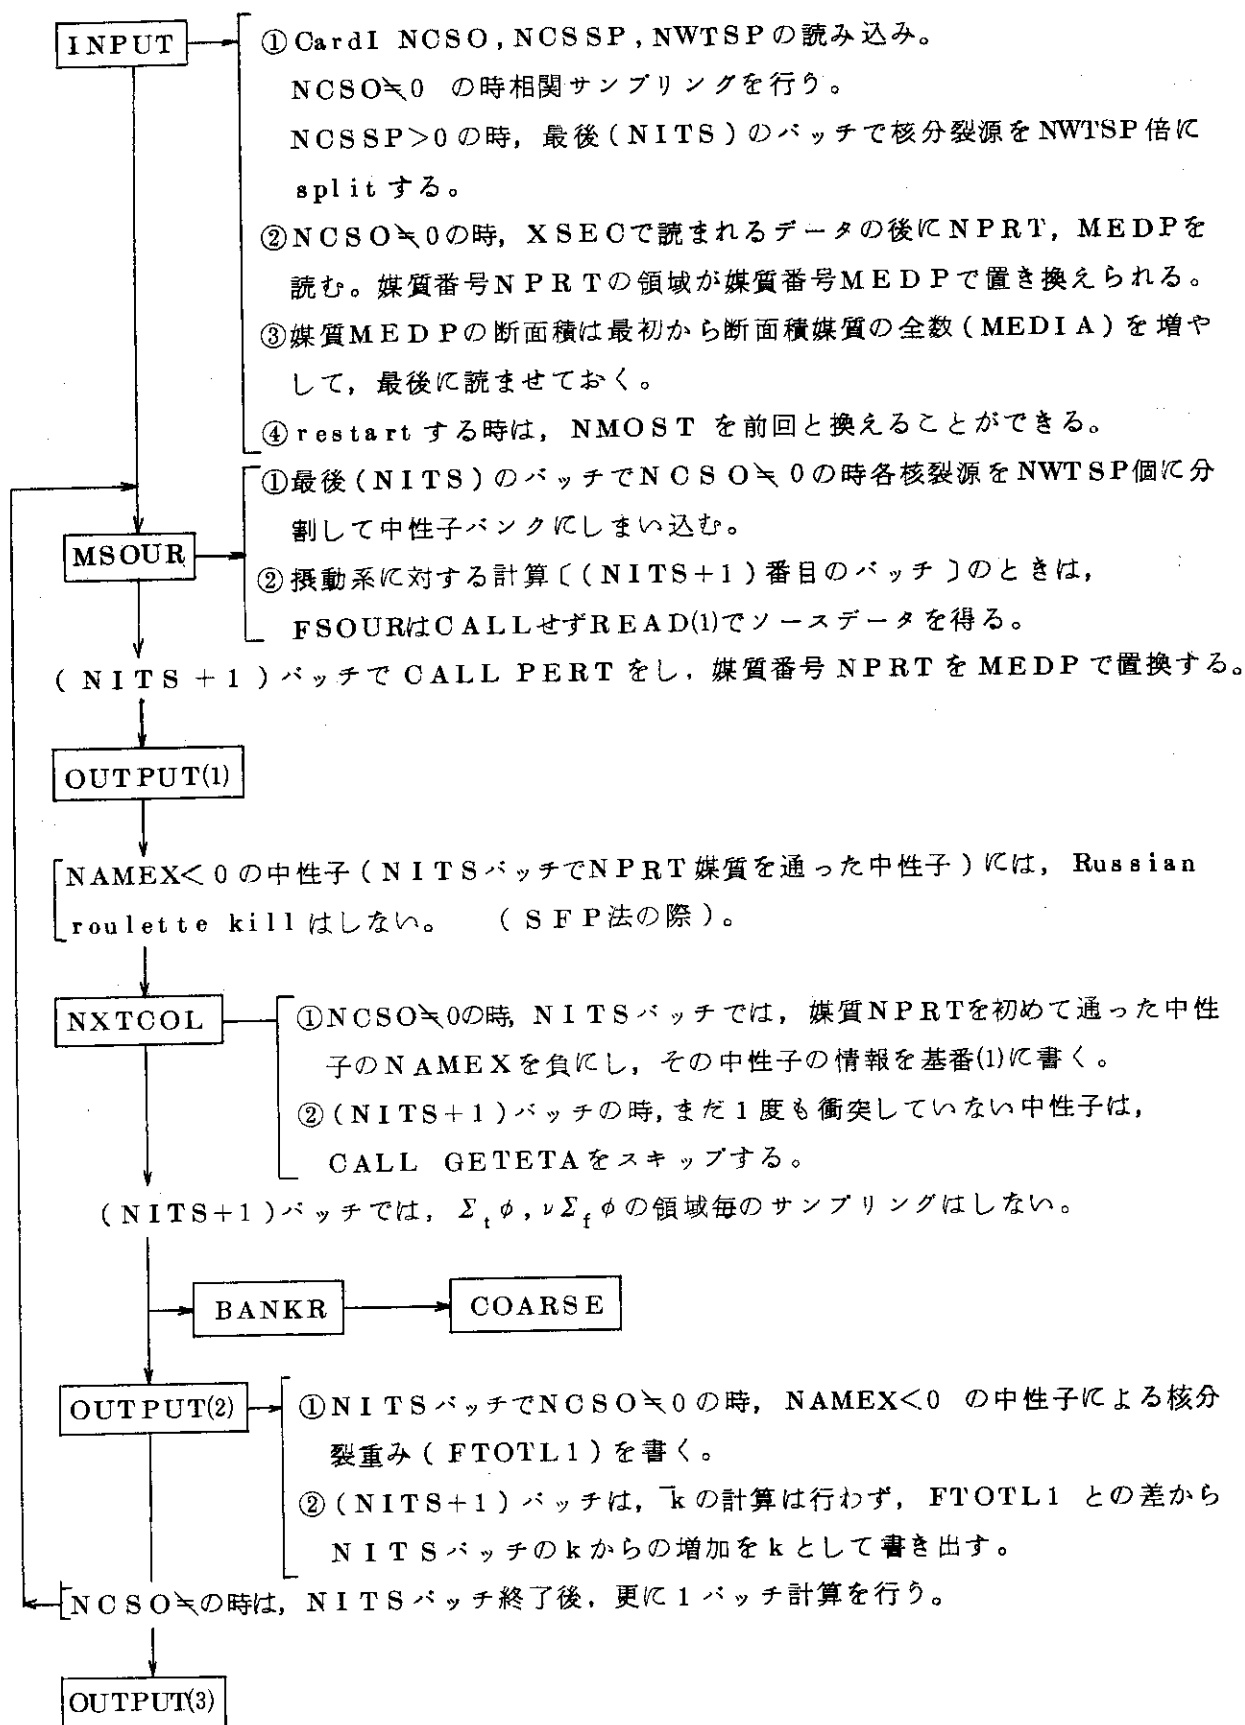 INPUT
①CardI NCSO,NCSSP,NWTSPの読み込み。
NCSO≒0 の時相関サンプリングを行う。
NCSSP>0の時,最後(NITS)のバッチで核分裂源をNWTSP倍に
splitする。
②NCSO≒0の時,XSECで読まれるデータの後にNPRT,MEDPを
読む。媒質番号NPRTの領域が媒質番号MEDPで置き換えられる。
③媒質MEDPの断面積は最初から断面積媒質の全数(MEDIA)を増や
して,最後に読ませておく。
④restartする時は,NMOSTを前回と換えることができる。
MSOUR
①最後(NITS)のバッチでNCSO≒0の時各核裂源をNWTSP個に分
割して中性子バンクにしまい込む。
②摂動系に対する計算〔(NITS+1)番目のバッチ〕のときは,
FSOURはCALLせずREAD(1)でソースデータを得る。
(NITS+1)バッチでCALL PERTをし,媒質番号NPRTをMEDPで置換する。
OUTPUT(1)
NAMEX<0の中性子(NITSバッチでNPRT媒質を通った中性子)には,Russian
roulette killはしない。 (SFP法の際)。
NXTCOL
①NCSO≒0の時,NITSバッチでは,媒質NPRTを初めて通った中性
子のNAMEXを負にし,その中性子の情報を基番(1)に書く。
②(NITS+1)バッチの時,まだ1度も衝突していない中性子は,
CALL GETETAをスキップする。
(NITS+1)バッチでは,Σtφ,νΣfφの領域毎のサンプリングはしない。
BANKR
COARSE
OUTPUT(2)
①NITSバッチでNCSO≒0の時,NAMEX<0 の中性子による核分
裂重み(FTOTL1)を書く。
②(NITS+1)バッチは,k̄の計算は行わず,FTOTL1との差から
NITSバッチのkからの増加をkとして書き出す。
NCSO≒の時は,NITSバッチ終了後,更に1バッチ計算を行う。
OUTPUT(3)